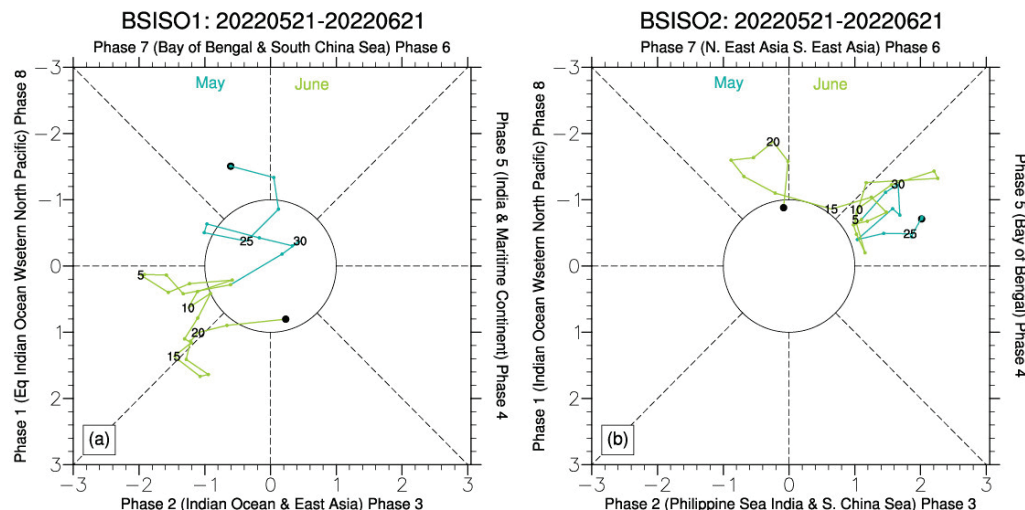 BSISO1: 20220521-20220621
Phase 7 (Bay of Bengal & South China Sea) Phase 6
Phase 1 (Eq Indian Ocean Wsetern North Pacific) Phase 8
Phase 5 (India & Maritime Continent) Phase 4
May
June
−3
−2
−1
0
1
2
3
25
30
5
10
20
15
(a)
−3 −2 −1 0 1 2 3
Phase 2 (Indian Ocean & East Asia) Phase 3
BSISO2: 20220521-20220621
Phase 7 (N. East Asia S. East Asia) Phase 6
Phase 1 (Indian Ocean Wsetern North Pacific) Phase 8
Phase 5 (Bay of Bengal) Phase 4
May
June
−3
−2
−1
0
1
2
3
20
30
15
10
5
25
(b)
−3 −2 −1 0 1 2 3
Phase 2 (Philippine Sea India & S. China Sea) Phase 3